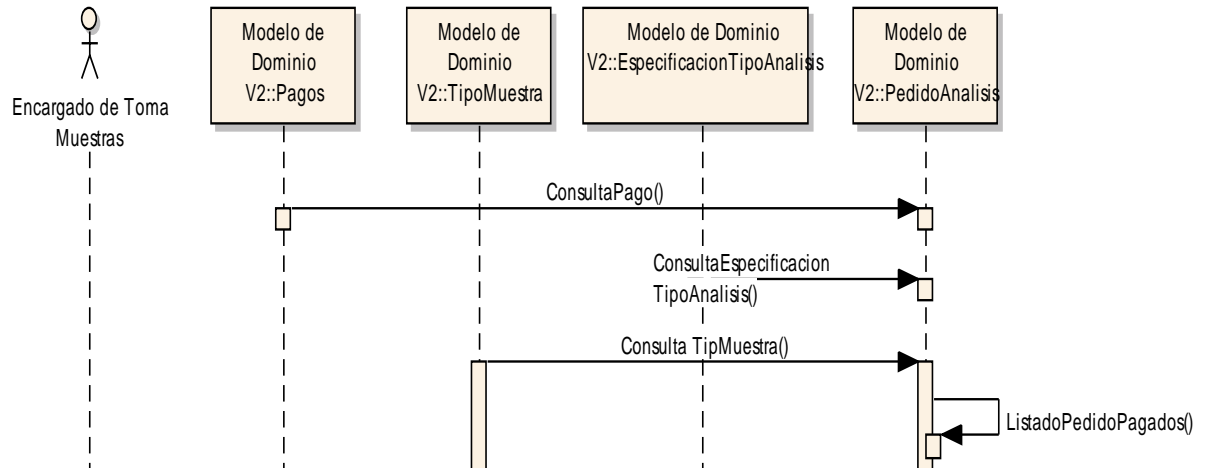 Encargado de Toma
Muestras
Modelo de
Dominio
V2::Pagos
Modelo de
Dominio
V2::TipoMuestra
Modelo de Dominio
V2::EspecificacionTipoAnalisis
Modelo de
Dominio
V2::PedidoAnalisis
ConsultaPago()
ConsultaEspecificacion
TipoAnalisis()
Consulta TipMuestra()
ListadoPedidoPagados()